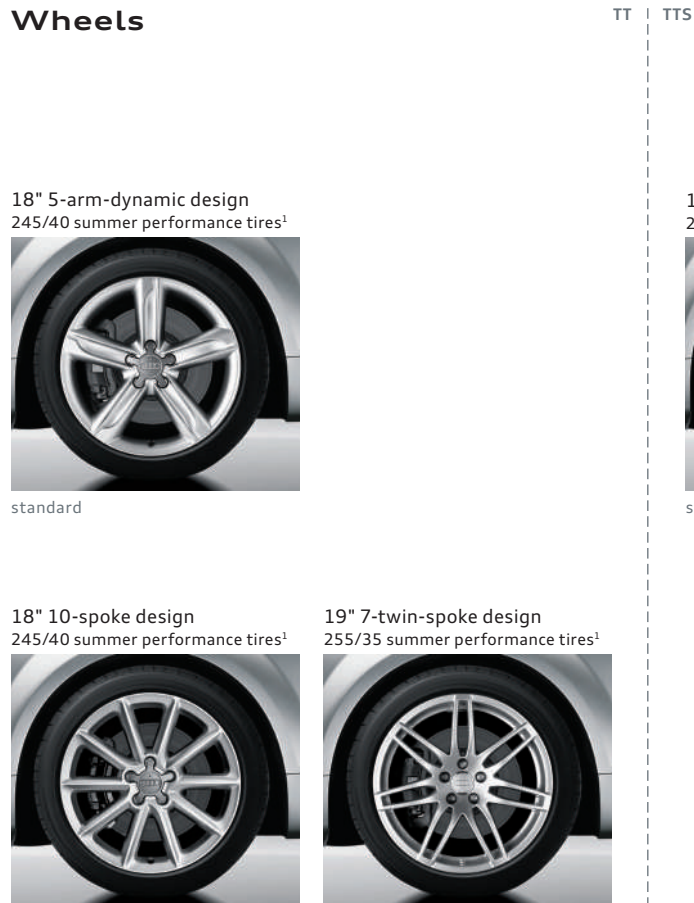 Wheels
TT
TTS
18" 5-arm-dynamic design
245/40 summer performance tires¹
standard
18" 10-spoke design
245/40 summer performance tires¹
19" 7-twin-spoke design
255/35 summer performance tires¹